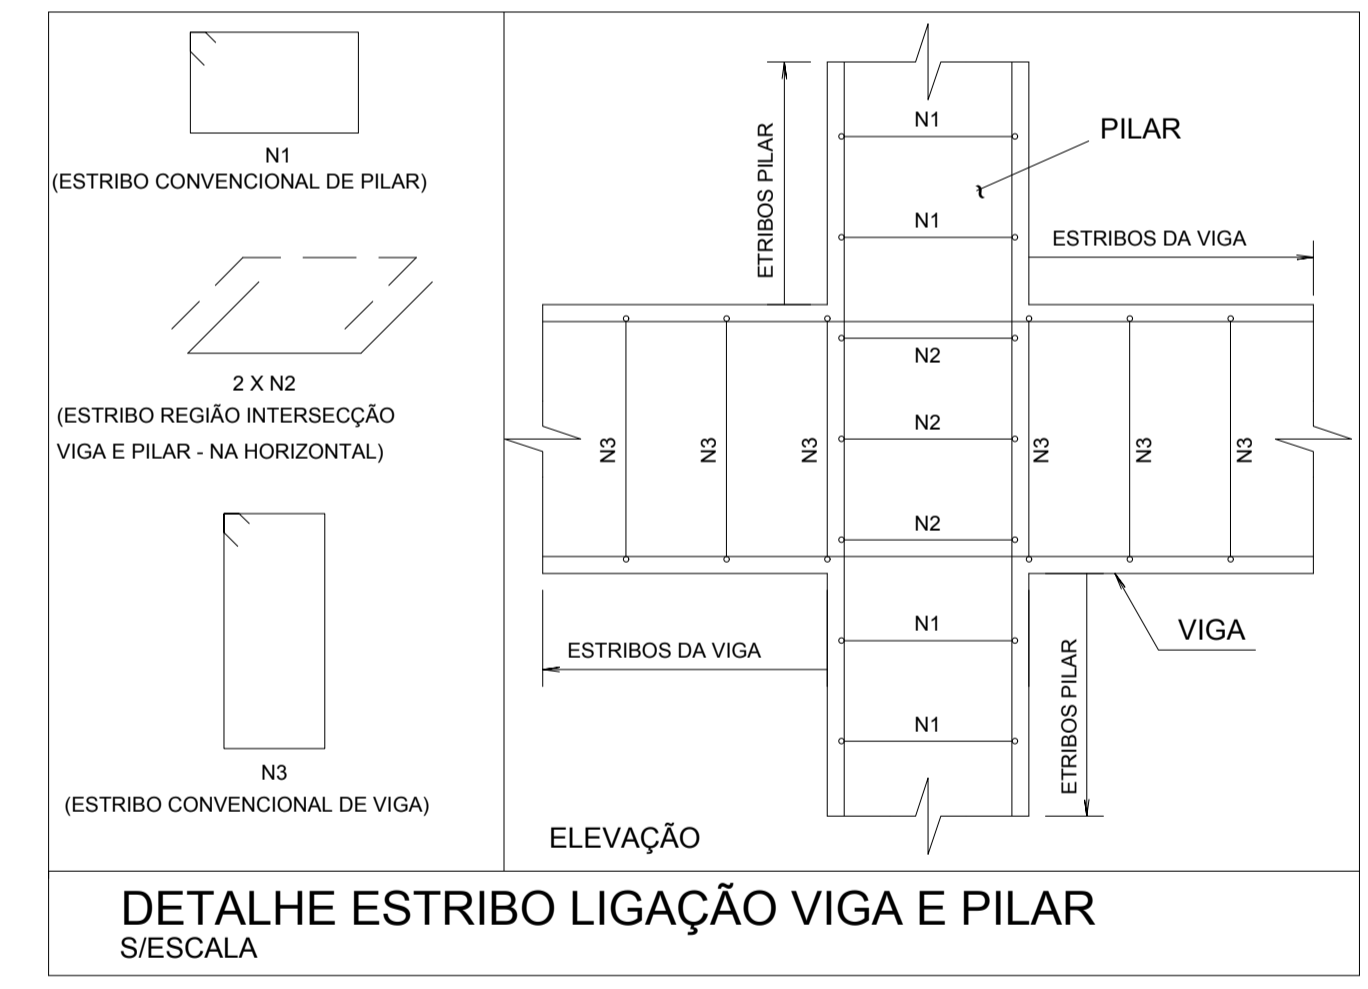 N1
(ESTRIBO CONVENCIONAL DE PILAR)
2 X N2
(ESTRIBO REGIÃO INTERSECÇÃO
VIGA E PILAR - NA HORIZONTAL)
N3
(ESTRIBO CONVENCIONAL DE VIGA)
N1
PILAR
ETRIBOS PILAR
N1
ESTRIBOS DA VIGA
N2
N2
N3
N3
N3
N3
N3
N3
N2
N1
ESTRIBOS DA VIGA
VIGA
ETRIBOS PILAR
N1
ELEVAÇÃO
DETALHE ESTRIBO LIGAÇÃO VIGA E PILAR
S/ESCALA